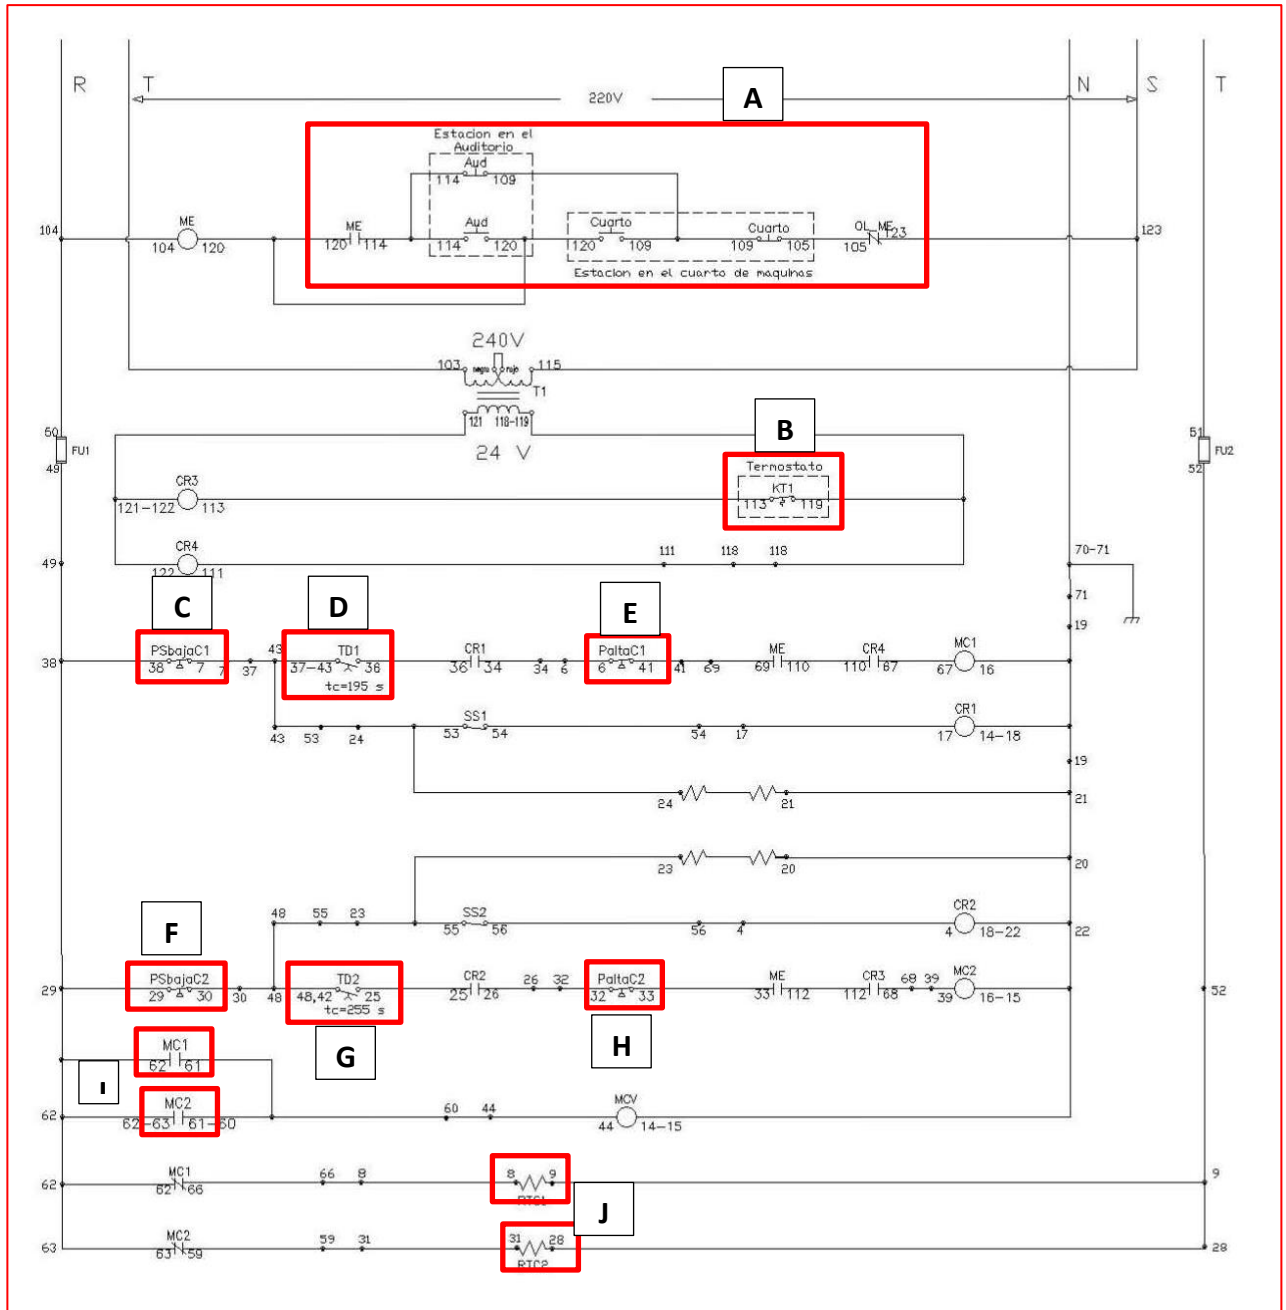 R T N S T
220V
A
Estacion en el
Auditorio
Aud
114 109
ME ME Aud Cuarto Cuarto OL_ME
104 104 120 120 114 114 120 120 109 109 105 105 123 123
Estacion en el cuarto de maquinas
240V
103 negro rojo 115
T1
121 118-119
24 V
50 FU1 49
51 FU2 52
B
Termostato
CR3 KT1
121-122 113 113 119
CR4
49 122 111 111 118 118 70-71
71
19
C D E
PSbajaC1 43 TD1 CR1 PaltaC1 ME CR4 MC1
38 38 7 7 37 37-43 36 36 34 34 6 6 41 41 69 69 110 110 67 67 16
tc=195 s
SS1 CR1
43 53 24 53 54 54 17 17 14-18
19
24 21 21
23 20 20
F
48 55 23 SS2 CR2
55 56 56 4 4 18-22 22
PSbajaC2 TD2 CR2 26 32 PaltaC2 ME CR3 68 39 MC2
29 29 30 30 48 48,42 25 25 26 32 33 33 112 112 68 39 16-15 52
tc=255 s
G H
MC1
62 61
I
MC2 MCV
62 62-63 61-60 60 44 44 14-15
MC1
62 62 66 66 8 8 9 9
RTC1
J
MC2
63 63 59 59 31 31 28 28
RTC2